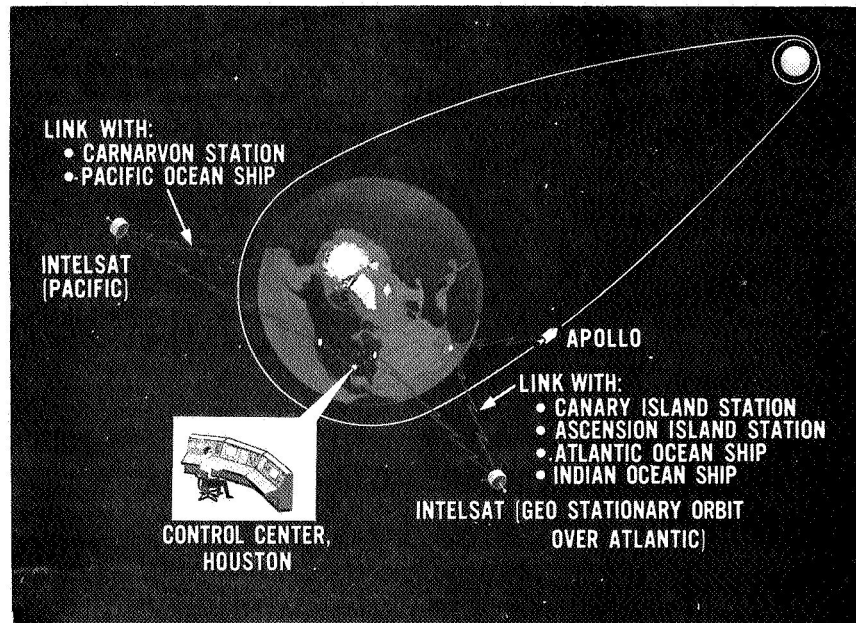 LINK WITH:
• CARNARVON STATION
• PACIFIC OCEAN SHIP
INTELSAT
(PACIFIC)
APOLLO
LINK WITH:
• CANARY ISLAND STATION
• ASCENSION ISLAND STATION
• ATLANTIC OCEAN SHIP
• INDIAN OCEAN SHIP
INTELSAT (GEO STATIONARY ORBIT
OVER ATLANTIC)
CONTROL CENTER,
HOUSTON